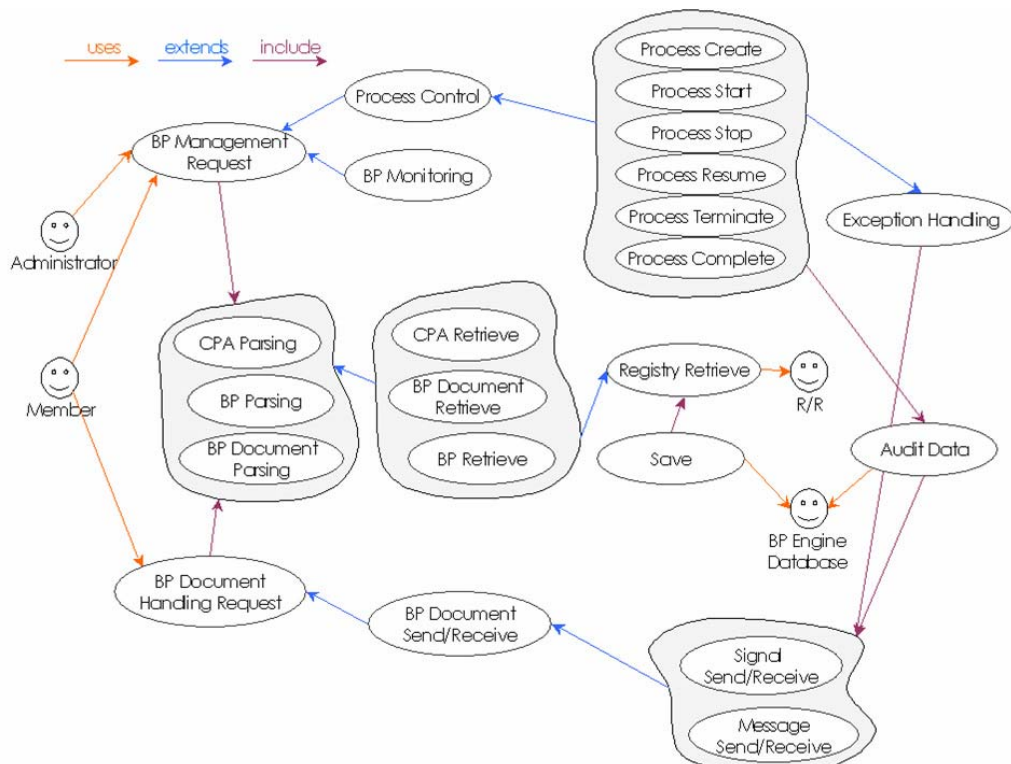 uses
extends
include
Process Create
Process Start
Process Stop
Process Resume
Process Terminate
Process Complete
Process Control
BP Management
Request
BP Monitoring
Exception Handling
Administrator
CPA Parsing
BP Parsing
BP Document
Parsing
CPA Retrieve
BP Document
Retrieve
BP Retrieve
Registry Retrieve
R/R
Member
Save
Audit Data
BP Engine
Database
BP Document
Handling Request
BP Document
Send/Receive
Signal
Send/Receive
Message
Send/Receive